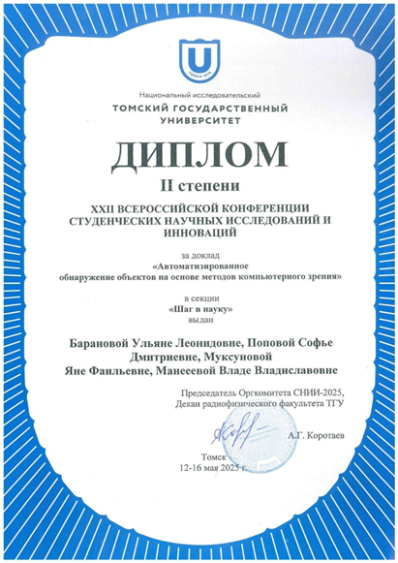 Национальный исследовательский
ТОМСКИЙ ГОСУДАРСТВЕННЫЙ
УНИВЕРСИТЕТ
ДИПЛОМ
II степени
XXII ВСЕРОССИЙСКОЙ КОНФЕРЕНЦИИ
СТУДЕНЧЕСКИХ НАУЧНЫХ ИССЛЕДОВАНИЙ И
ИННОВАЦИЙ
за доклад
«Автоматизированное
обнаружение объектов на основе методов компьютерного зрения»
в секции
«Шаг в науку»
выдан
Барановой Ульяне Леонидовне, Поповой Софье
Дмитриевне, Муксуновой
Яне Фаильевне, Манеевой Владе Владиславовне
Председатель Оргкомитета СНИИ-2025,
Декан радиофизического факультета ТГУ
А.Г. Коротаев
Томск
12-16 мая 2025 г.